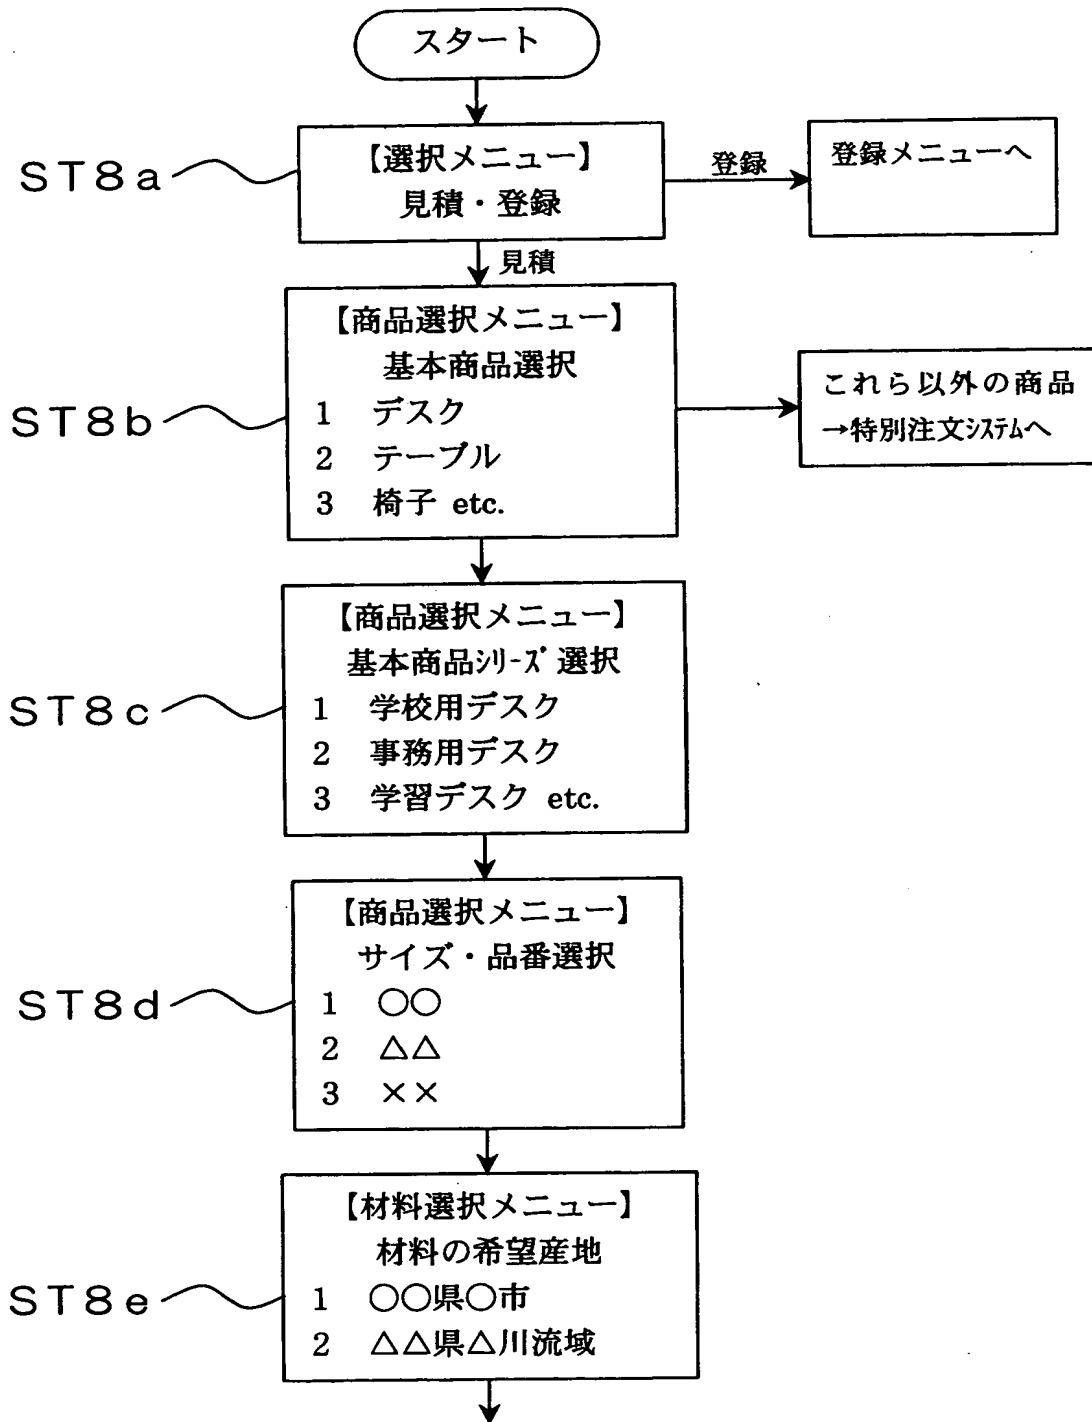 スタート
ST8a
【選択メニュー】
見積・登録
登録
登録メニューへ
見積
ST8b
【商品選択メニュー】
基本商品選択
1 デスク
2 テーブル
3 椅子 etc.
これら以外の商品
→特別注文ｼｽﾃﾑへ
ST8c
【商品選択メニュー】
基本商品ｼﾘｰｽﾞ選択
1 学校用デスク
2 事務用デスク
3 学習デスク etc.
ST8d
【商品選択メニュー】
サイズ・品番選択
1 ○○
2 △△
3 ××
ST8e
【材料選択メニュー】
材料の希望産地
1 ○○県○市
2 △△県△川流域